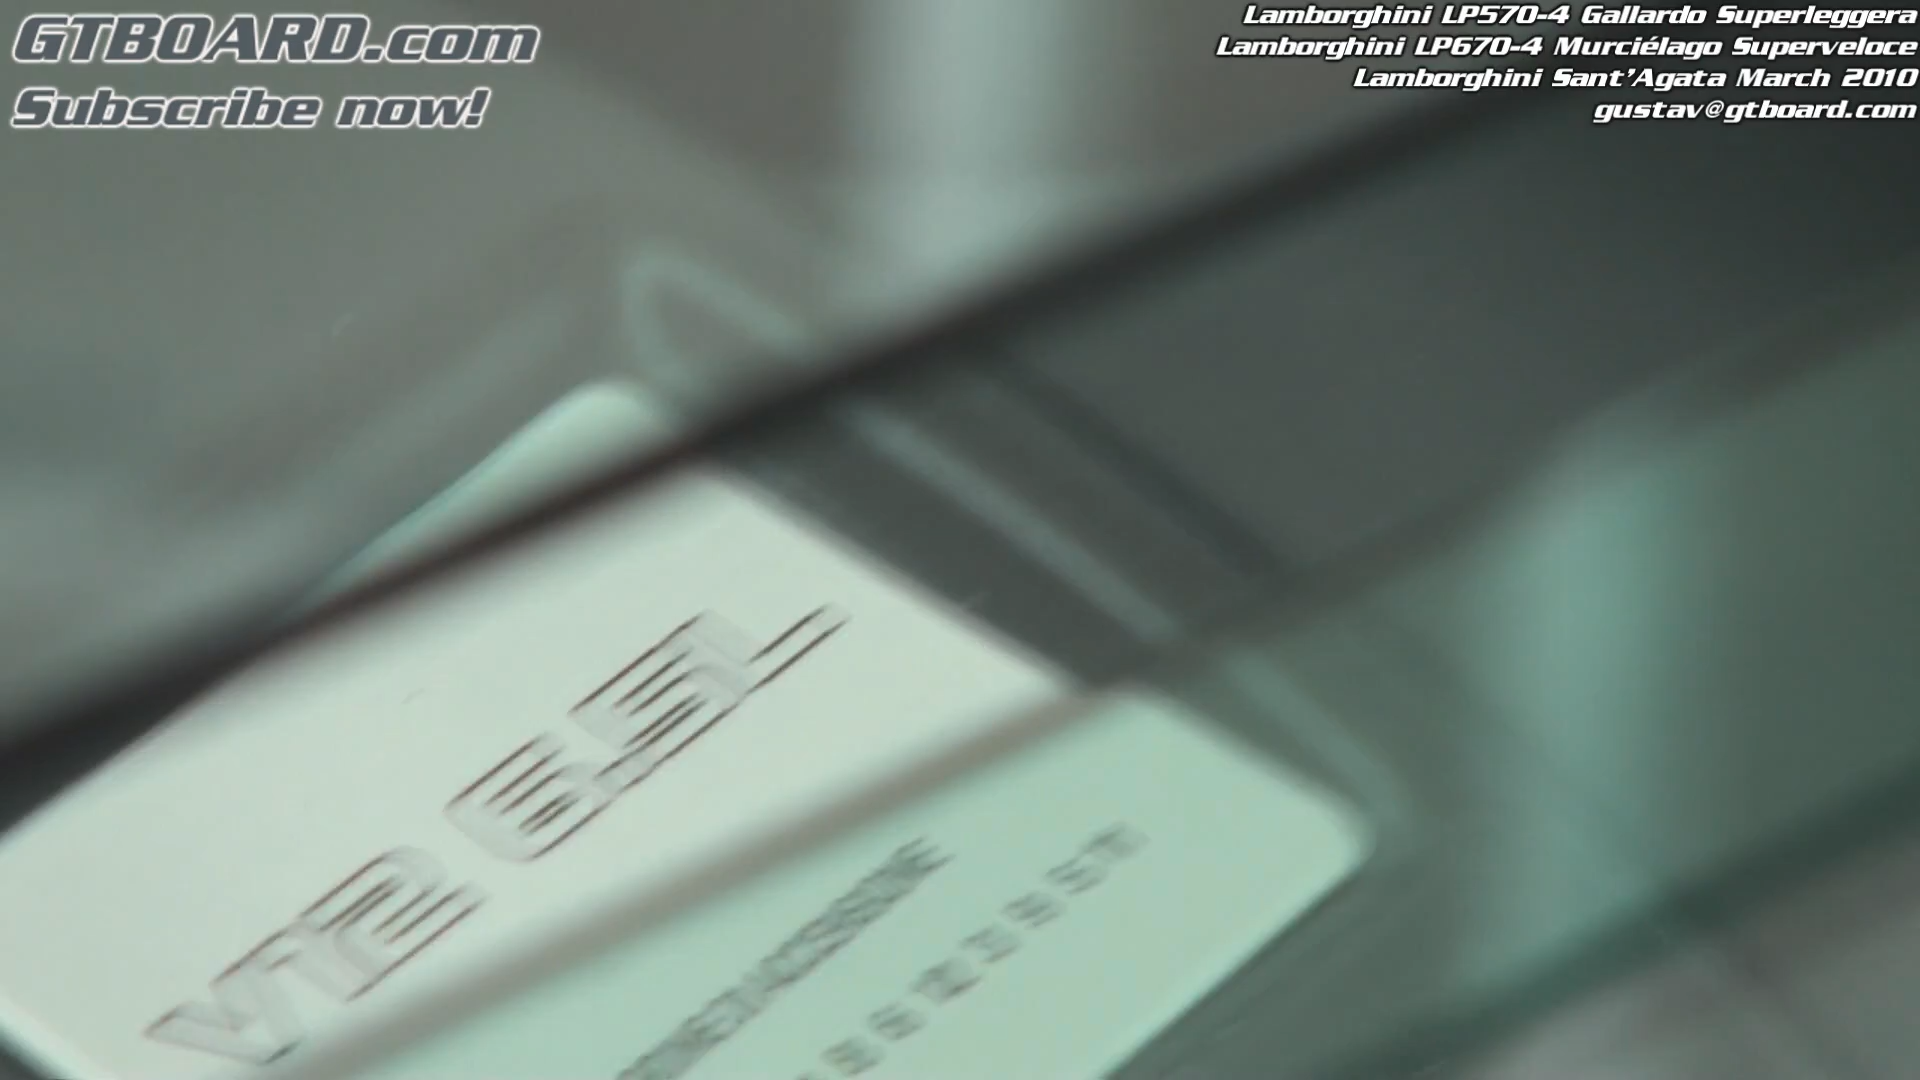 GTBOARD.com
Subscribe now!
Lamborghini LP570-4 Gallardo Superleggera
Lamborghini LP670-4 Murciélago Superveloce
Lamborghini Sant'Agata March 2010
gustav@gtboard.com
V12 6.5L